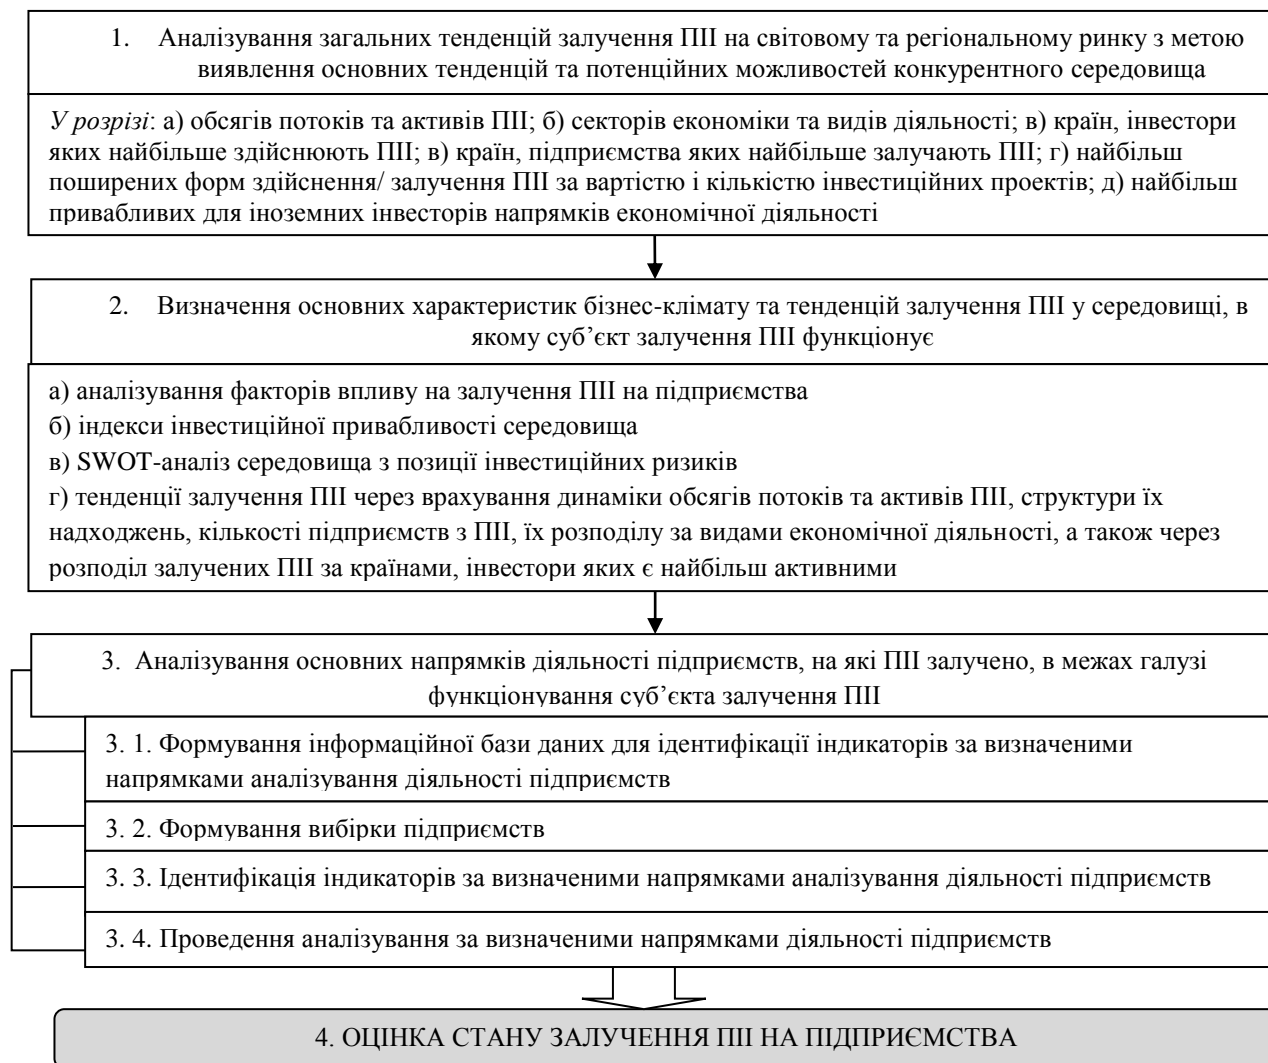 1. Аналізування загальних тенденцій залучення ПІІ на світовому та регіональному ринку з метою
виявлення основних тенденцій та потенційних можливостей конкурентного середовища
У розрізі: а) обсягів потоків та активів ПІІ; б) секторів економіки та видів діяльності; в) країн, інвестори
яких найбільше здійснюють ПІІ; в) країн, підприємства яких найбільше залучають ПІІ; г) найбільш
поширених форм здійснення/ залучення ПІІ за вартістю і кількістю інвестиційних проектів; д) найбільш
привабливих для іноземних інвесторів напрямків економічної діяльності
2. Визначення основних характеристик бізнес-клімату та тенденцій залучення ПІІ у середовищі, в
якому суб’єкт залучення ПІІ функціонує
а) аналізування факторів впливу на залучення ПІІ на підприємства
б) індекси інвестиційної привабливості середовища
в) SWOT-аналіз середовища з позиції інвестиційних ризиків
г) тенденції залучення ПІІ через врахування динаміки обсягів потоків та активів ПІІ, структури їх
надходжень, кількості підприємств з ПІІ, їх розподілу за видами економічної діяльності, а також через
розподіл залучених ПІІ за країнами, інвестори яких є найбільш активними
3. Аналізування основних напрямків діяльності підприємств, на які ПІІ залучено, в межах галузі
функціонування суб’єкта залучення ПІІ
3. 1. Формування інформаційної бази даних для ідентифікації індикаторів за визначеними
напрямками аналізування діяльності підприємств
3. 2. Формування вибірки підприємств
3. 3. Ідентифікація індикаторів за визначеними напрямками аналізування діяльності підприємств
3. 4. Проведення аналізування за визначеними напрямками діяльності підприємств
4. ОЦІНКА СТАНУ ЗАЛУЧЕННЯ ПІІ НА ПІДПРИЄМСТВА